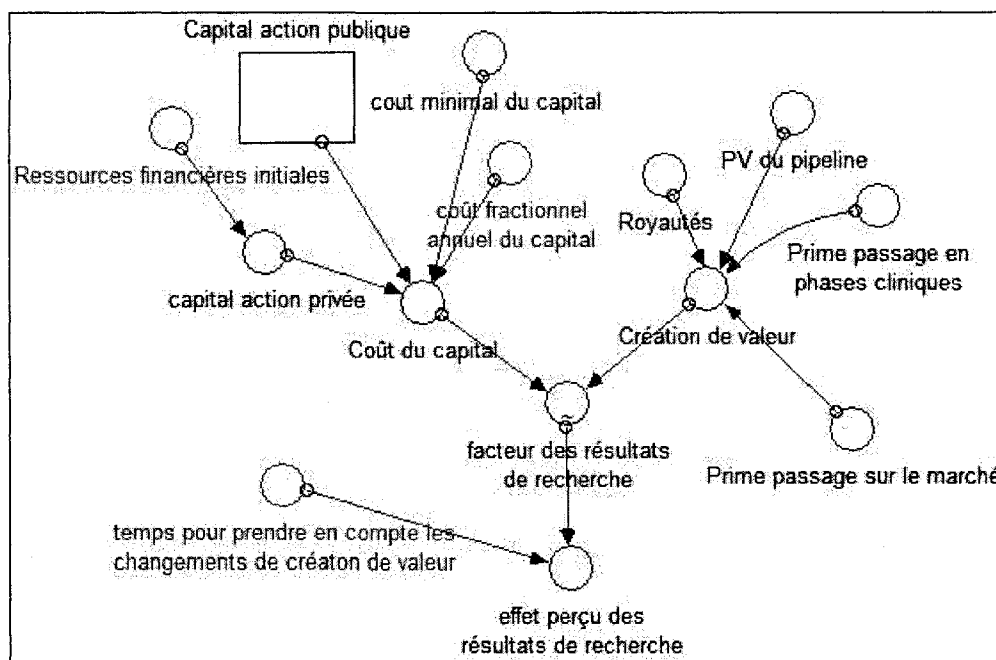 Capital action publique
cout minimal du capital
PV du pipeline
Ressources financières initiales
coût fractionnel
annuel du capital
Royautés
Prime passage en
phases cliniques
capital action privée
Coût du capital
Création de valeur
facteur des résultats
de recherche
Prime passage sur le marché
temps pour prendre en compte les
changements de créaton de valeur
effet perçu des
résultats de recherche